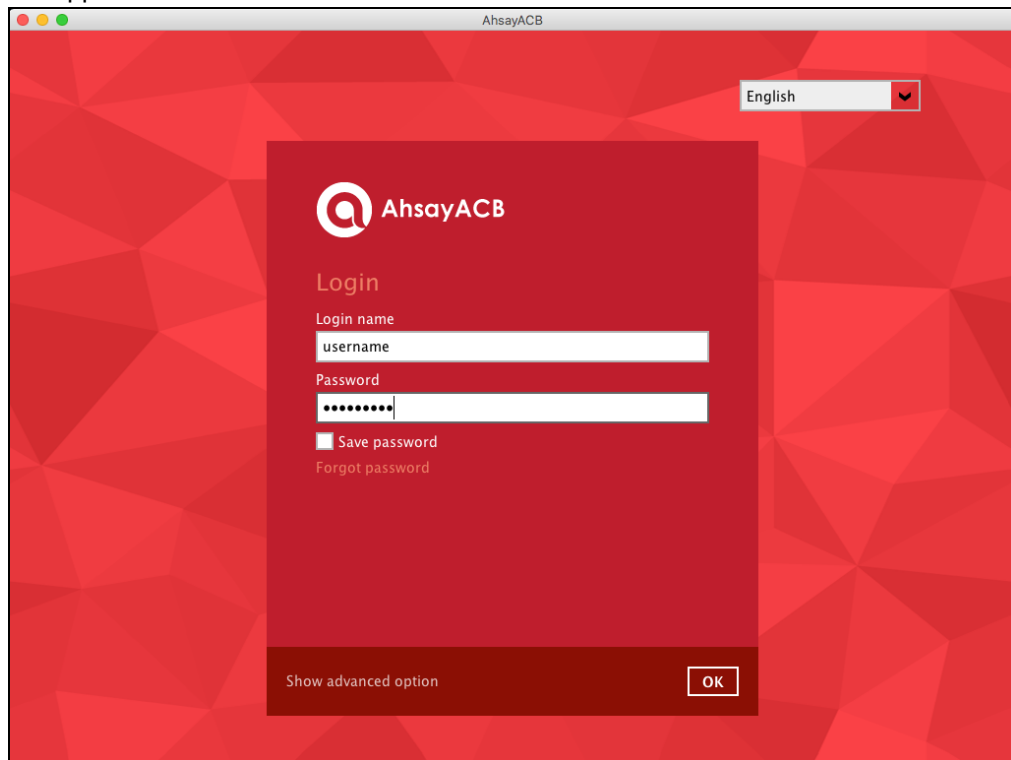 AhsayACB
English
AhsayACB
Login
Login name
username
Password
Save password
Forgot password
Show advanced option
OK